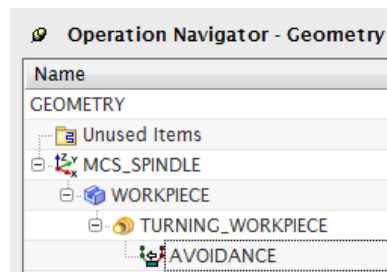 Operation Navigator - Geometry
Name
GEOMETRY
Unused Items
MCS_SPINDLE
WORKPIECE
TURNING_WORKPIECE
AVOIDANCE